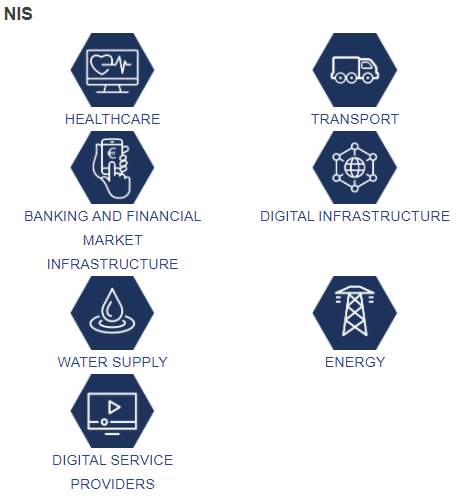 NIS
HEALTHCARE
TRANSPORT
€
BANKING AND FINANCIAL
MARKET
INFRASTRUCTURE
DIGITAL INFRASTRUCTURE
WATER SUPPLY
ENERGY
DIGITAL SERVICE
PROVIDERS